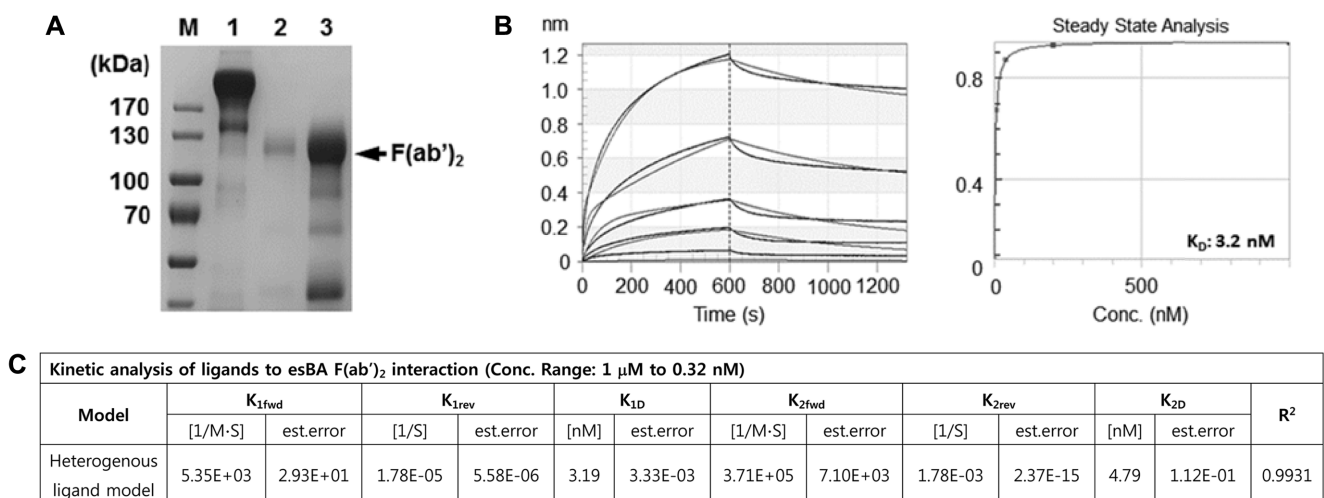 A
M 1 2 3
(kDa)
170
130
100
70
F(ab')₂
B
nm
1.2
1.0
0.8
0.6
0.4
0.2
0
0 200 400 600 800 1000 1200
Time (s)
Steady State Analysis
0.8
0.4
0
K_D: 3.2 nM
0 500
Conc. (nM)
C
Kinetic analysis of ligands to esBA F(ab')₂ interaction (Conc. Range: 1 μM to 0.32 nM)
Model K₁fwd K₁rev K₁D K₂fwd K₂rev K₂D R²
[1/M·S] est.error [1/S] est.error [nM] est.error [1/M·S] est.error [1/S] est.error [nM] est.error
Heterogenous
ligand model
5.35E+03 2.93E+01 1.78E-05 5.58E-06 3.19 3.33E-03 3.71E+05 7.10E+03 1.78E-03 2.37E-15 4.79 1.12E-01 0.9931